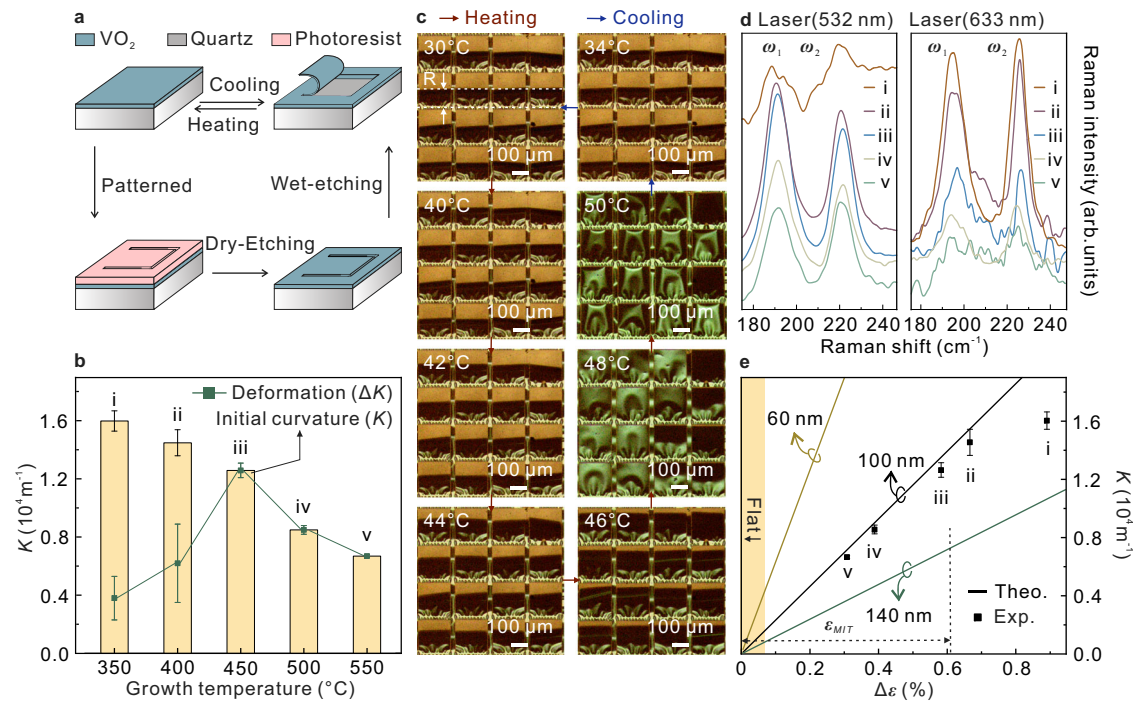 a
VO₂ Quartz Photoresist
Cooling
Heating
Patterned
Wet-etching
Dry-Etching
b
Deformation (ΔK)
Initial curvature (K)
i
ii
iii
iv
v
K (10⁴m⁻¹)
1.6
1.2
0.8
0.4
0.0
350 400 450 500 550
Growth temperature (°C)
c
Heating Cooling
30°C
R
100 μm
34°C
100 μm
40°C
100 μm
50°C
100 μm
42°C
100 μm
48°C
100 μm
44°C
100 μm
46°C
100 μm
d
Laser(532 nm) Laser(633 nm)
ω₁ ω₂
i
ii
iii
iv
v
ω₁ ω₂
i
ii
iii
iv
v
180 200 220 240
180 200 220 240
Raman shift (cm⁻¹)
Raman intensity (arb.units)
e
60 nm
100 nm
140 nm
Flat
i
ii
iii
iv
v
εMIT
Theo.
Exp.
1.6
1.2
0.8
0.4
0.0
K (10⁴m⁻¹)
0.0 0.2 0.4 0.6 0.8
Δε (%)